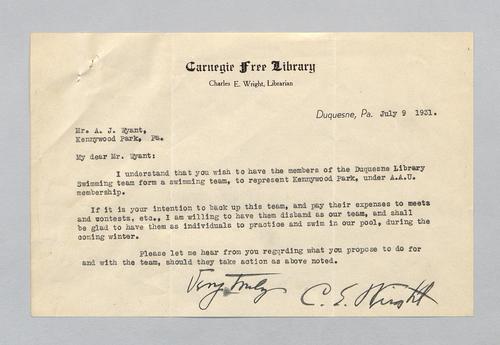 Carnegie Free Library
Charles E. Wright, Librarian
Duquesne, Pa. July 9 1931.
Mr. A. J. Wyant,
Kennywood Park, Pa.
My dear Mr. Wyant:
I understand that you wish to have the members of the Duquesne Library
Swimming team form a swimming team, to represent Kennywood Park, under A.A.U.
membership.
If it is your intention to back up this team, and pay their expenses to meets
and contests, etc., I am willing to have them disband as our team, and shall
be glad to have them as individuals to practice and swim in our pool, during the
coming winter.
Please let me hear from you regarding what you propose to do for
and with the team, should they take action as above noted.
Very Truly
C. E. Wright